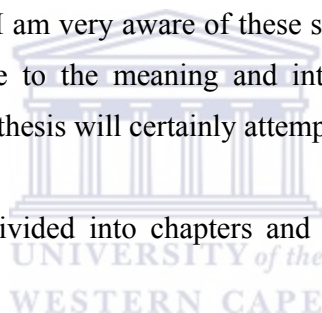 I am very aware of these s
e to the meaning and int
thesis will certainly attemp
ivided into chapters and
UNIVERSITY of the
WESTERN CAPE